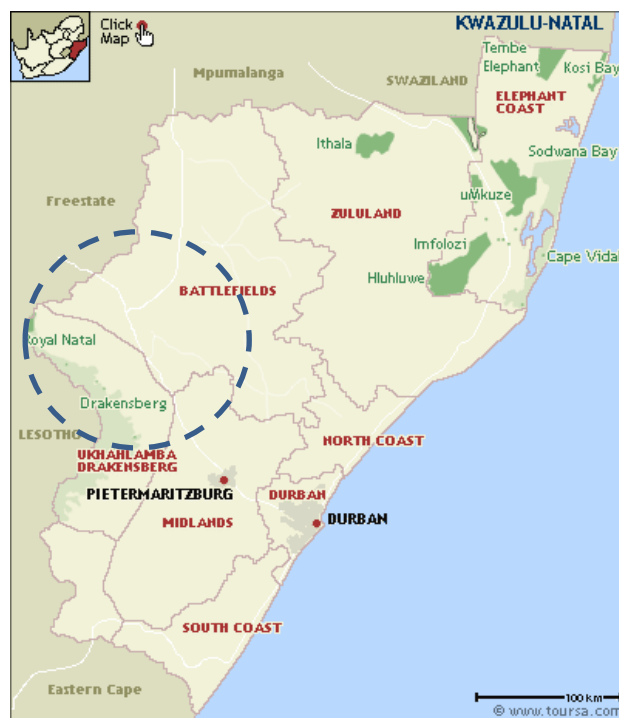 Click
Map
KWAZULU-NATAL
Tembe
Elephant
Kosi Bay
Mpumalanga
SWAZILAND
ELEPHANT
COAST
Ithala
Sodwana Bay
Freestate
uMkuze
ZULULAND
Imfolozi
Cape Vidal
Hluhluwe
BATTLEFIELDS
Royal Natal
Drakensberg
LESOTHO
NORTH COAST
UKHAHLAMBA
DRAKENSBERG
PIETERMARITZBURG
DURBAN
MIDLANDS
DURBAN
SOUTH COAST
Eastern Cape
100 km
© www.toursa.com